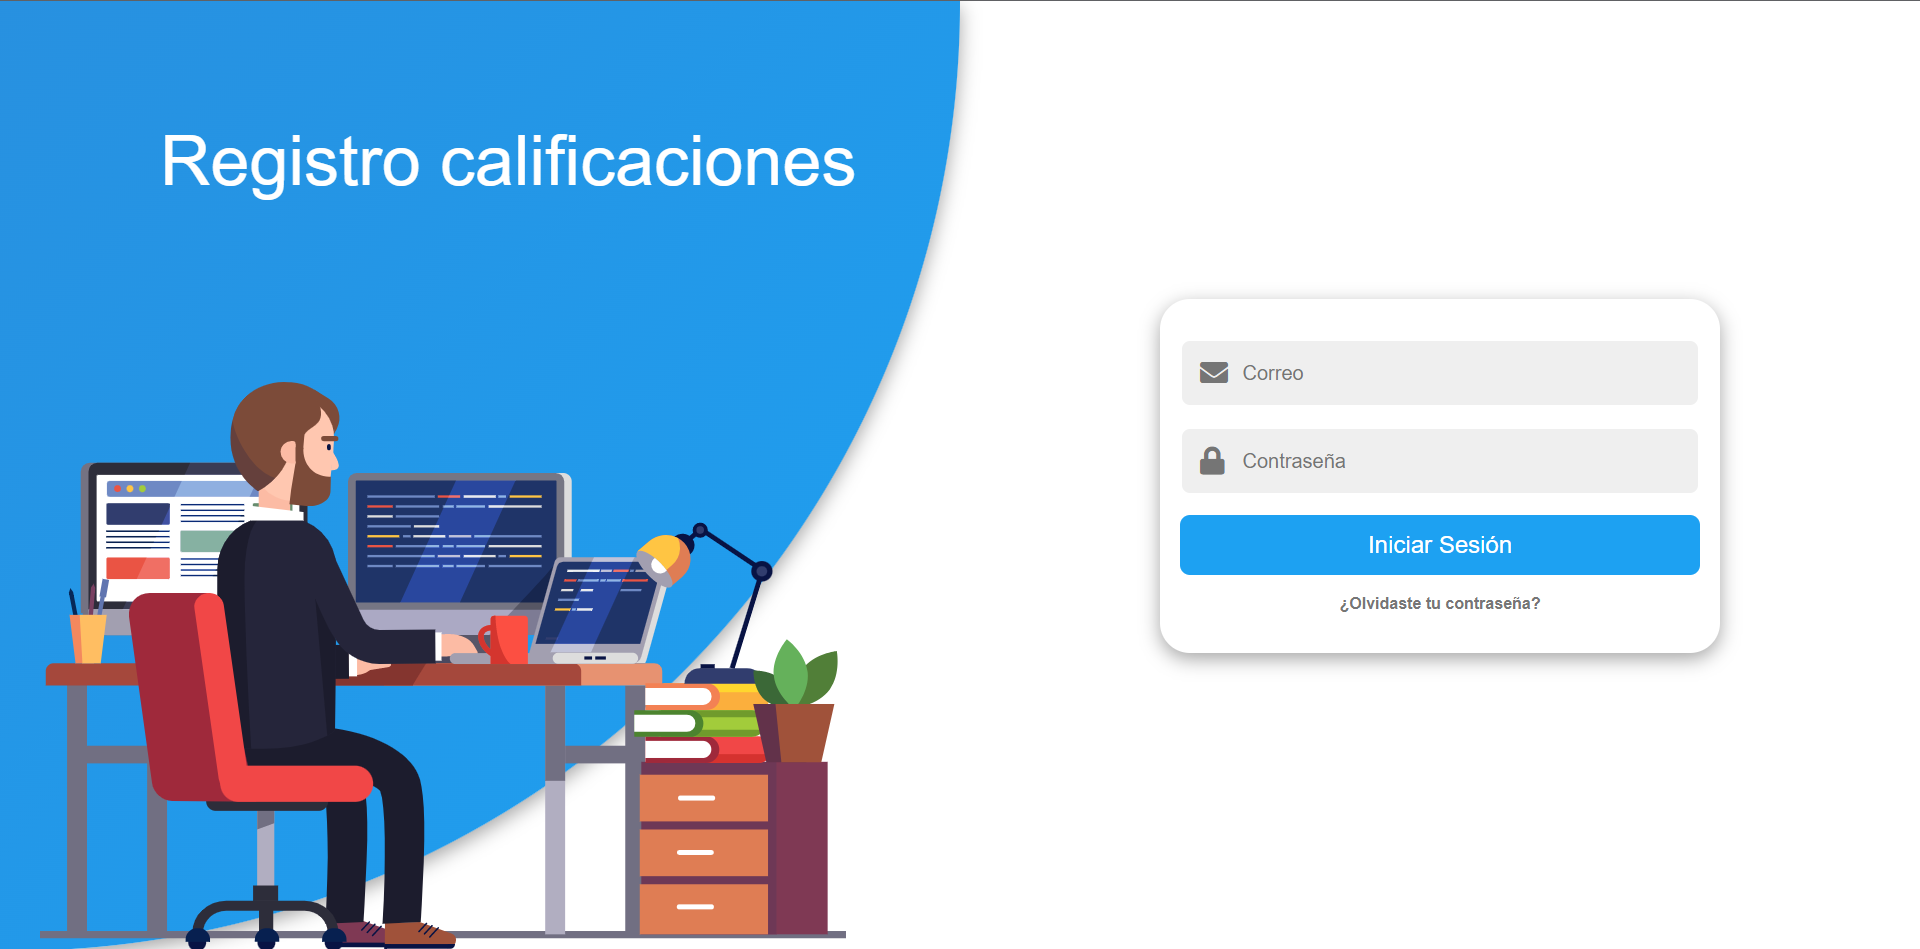 Registro calificaciones
Correo
Contraseña
Iniciar Sesión
¿Olvidaste tu contraseña?